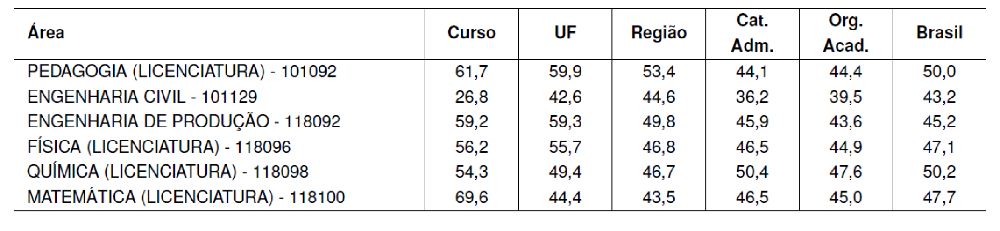 Área Curso UF Região Cat. Adm. Org. Acad. Brasil
PEDAGOGIA (LICENCIATURA) - 101092 61,7 59,9 53,4 44,1 44,4 50,0
ENGENHARIA CIVIL - 101129 26,8 42,6 44,6 36,2 39,5 43,2
ENGENHARIA DE PRODUÇÃO - 118092 59,2 59,3 49,8 45,9 43,6 45,2
FÍSICA (LICENCIATURA) - 118096 56,2 55,7 46,8 46,5 44,9 47,1
QUÍMICA (LICENCIATURA) - 118098 54,3 49,4 46,7 50,4 47,6 50,2
MATEMÁTICA (LICENCIATURA) - 118100 69,6 44,4 43,5 46,5 45,0 47,7